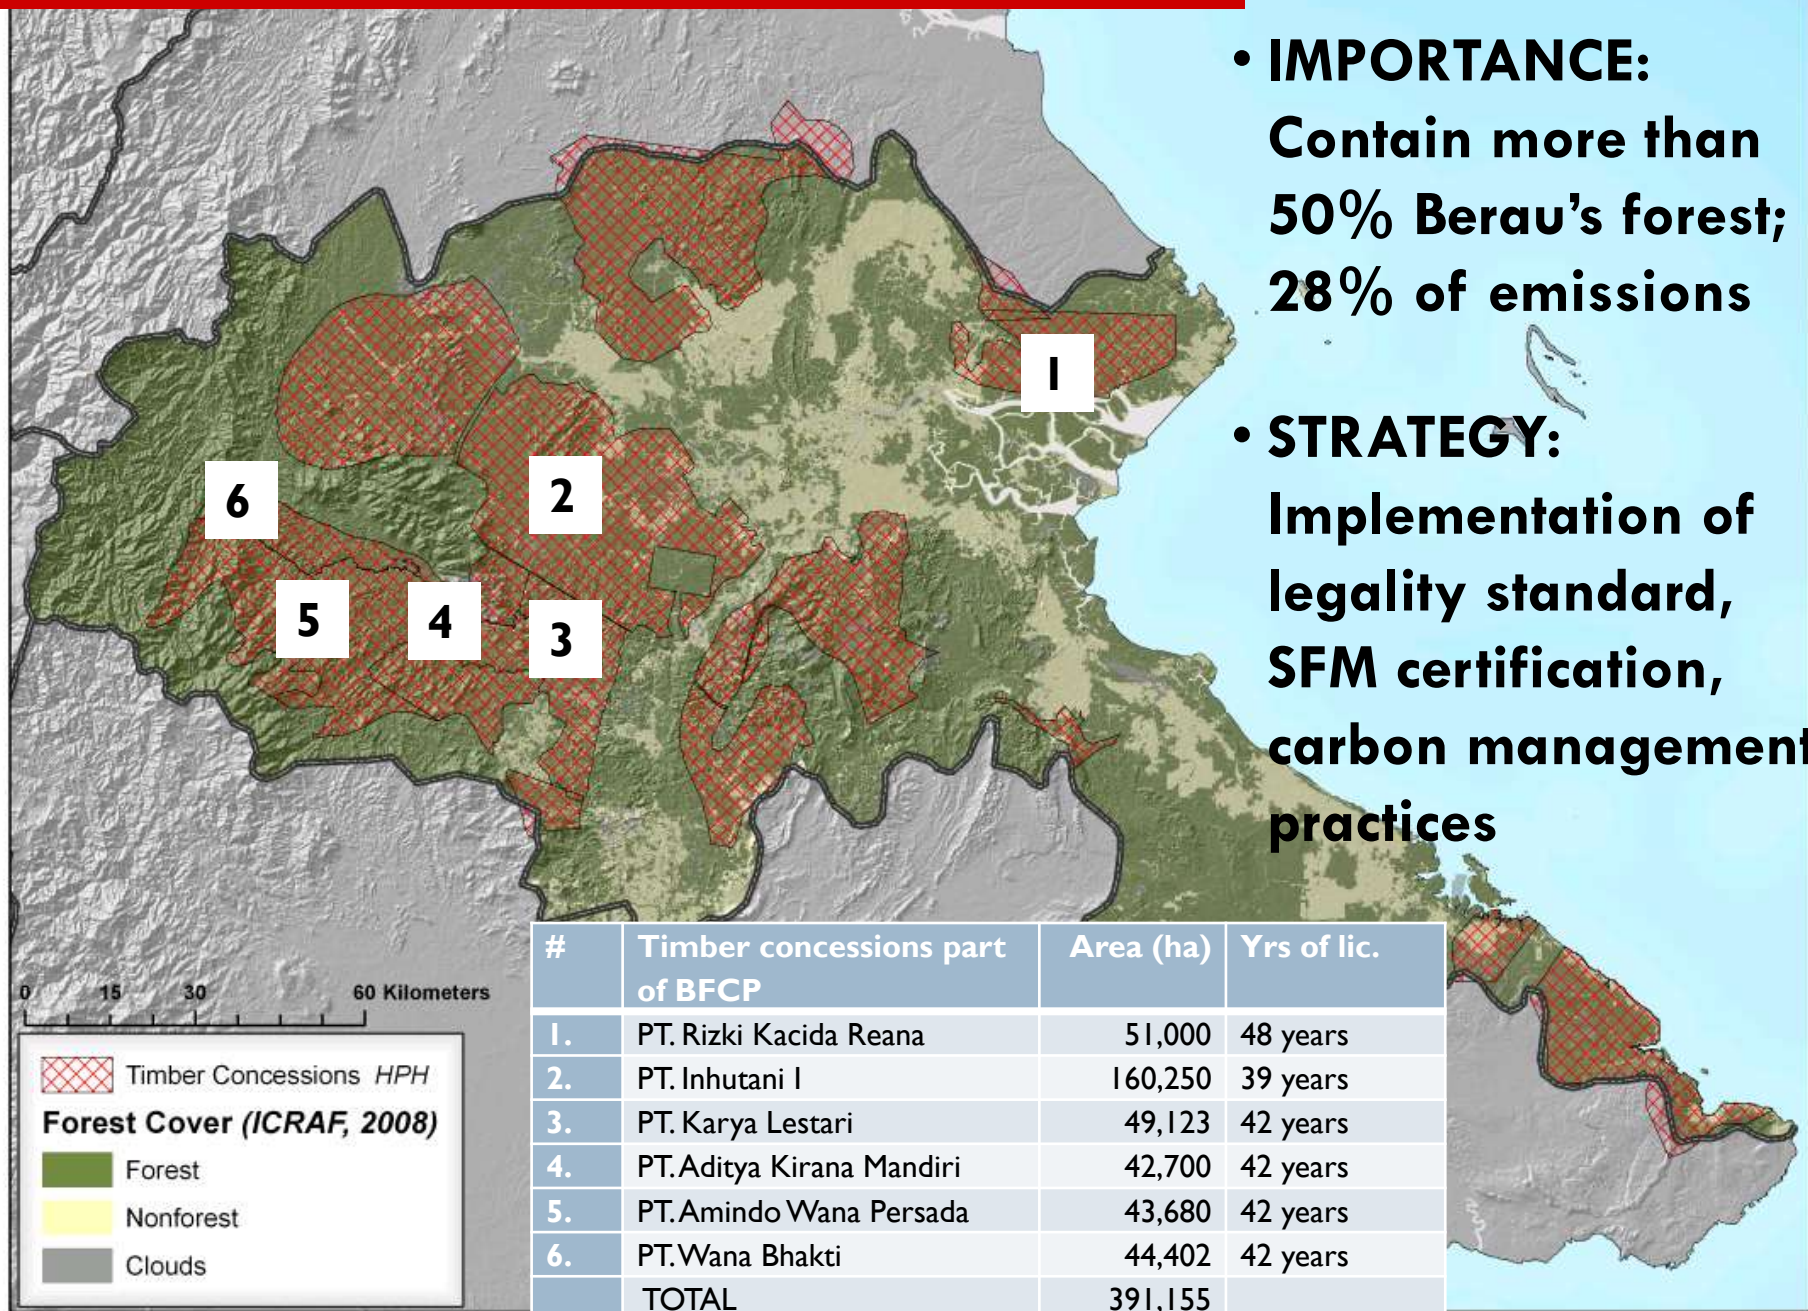 • IMPORTANCE:
Contain more than
50% Berau's forest;
28% of emissions
• STRATEGY:
Implementation of
legality standard,
SFM certification,
carbon management
practices
1
2
3
4
5
6
0 15 30 60 Kilometers
Timber Concessions HPH
Forest Cover (ICRAF, 2008)
Forest
Nonforest
Clouds
# Timber concessions part of BFCP Area (ha) Yrs of lic.
1. PT. Rizki Kacida Reana 51,000 48 years
2. PT. Inhutani I 160,250 39 years
3. PT. Karya Lestari 49,123 42 years
4. PT. Aditya Kirana Mandiri 42,700 42 years
5. PT. Amindo Wana Persada 43,680 42 years
6. PT. Wana Bhakti 44,402 42 years
TOTAL 391,155